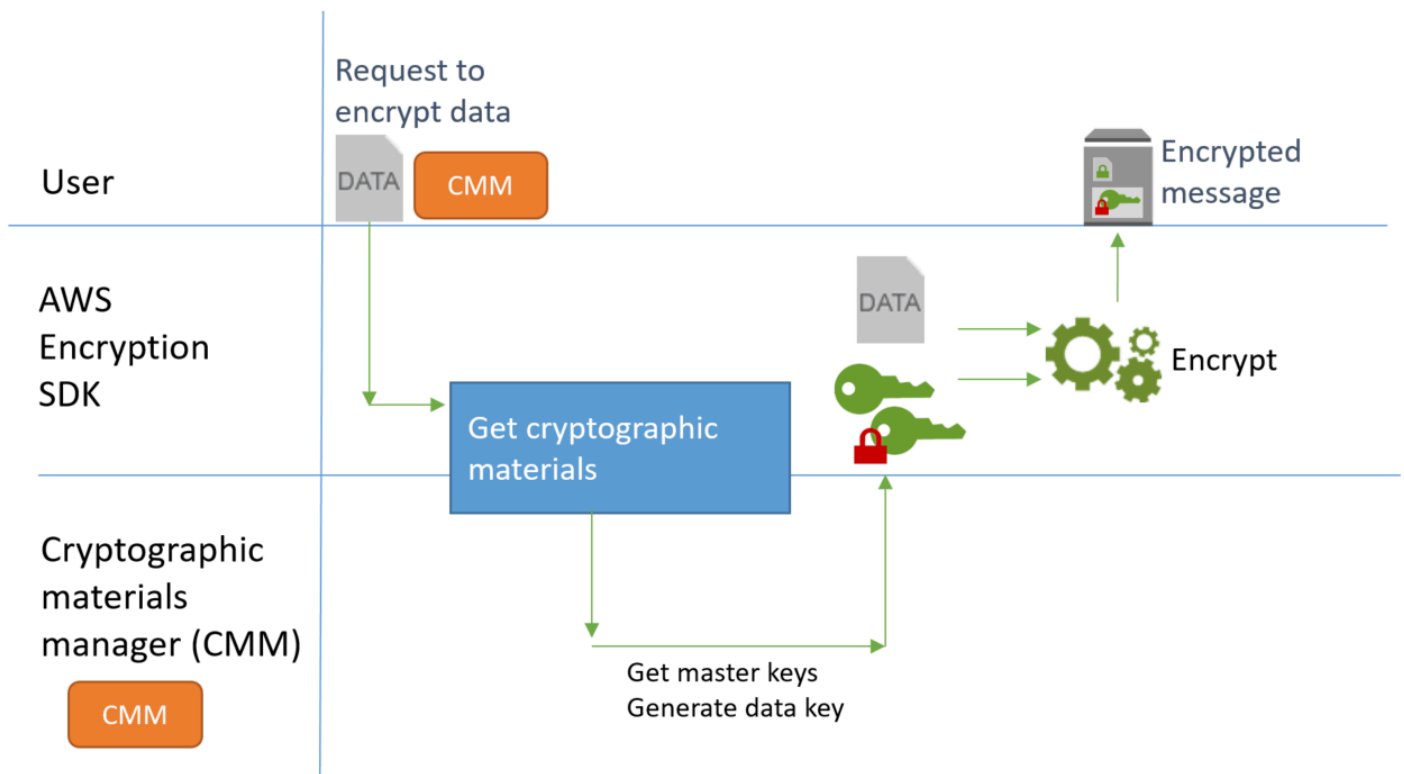 Request to
encrypt data
User
DATA
CMM
Encrypted
message
AWS
Encryption
SDK
DATA
Encrypt
Get cryptographic
materials
Cryptographic
materials
manager (CMM)
CMM
Get master keys
Generate data key